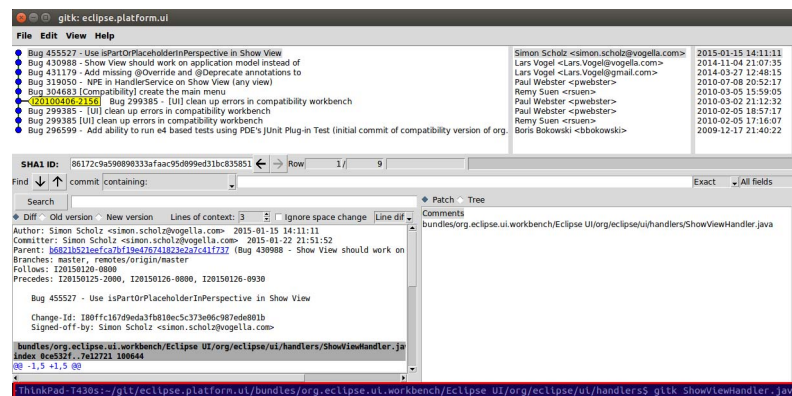 gitk: eclipse.platform.ui
File Edit View Help
Bug 455527 - Use isPartOrPlaceholderInPerspective in Show View Simon Scholz <simon.scholz@vogella.com> 2015-01-15 14:11:11
Bug 430988 - Show View should work on application model instead of Lars Vogel <Lars.Vogel@vogella.com> 2014-11-04 21:07:35
Bug 431179 - Add missing @Override and @Deprecate annotations to Lars Vogel <Lars.Vogel@gmail.com> 2014-03-27 12:48:15
Bug 319050 - NPE in HandlerService on Show View (any view) Paul Webster <pwebster> 2010-07-08 20:52:17
Bug 304683 [Compatibility] create the main menu Remy Suen <rsuen> 2010-03-05 15:59:05
I20100406-2156 Bug 299385 - [UI] clean up errors in compatibility workbench Paul Webster <pwebster> 2010-03-02 21:12:32
Bug 299385 - [UI] clean up errors in compatibility workbench Paul Webster <pwebster> 2010-02-05 18:57:17
Bug 299385 [UI] clean up errors in compatibility workbench Remy Suen <rsuen> 2010-02-05 17:16:07
Bug 296599 - Add ability to run e4 based tests using PDE's JUnit Plug-in Test (initial commit of compatibility version of org. Boris Bokowski <bbokowski> 2009-12-17 21:40:22
SHA1 ID: 86172c9a590890333afaac95d099ed31bc835851 Row 1 / 9
Find commit containing: Exact All fields
Search
Diff Old version New version Lines of context: 3 Ignore space change Line dif
Author: Simon Scholz <simon.scholz@vogella.com> 2015-01-15 14:11:11
Committer: Simon Scholz <simon.scholz@vogella.com> 2015-01-22 21:51:52
Parent: b6821b521eefca7bf19e476741823e2a7c41f737 (Bug 430988 - Show View should work on
Branches: master, remotes/origin/master
Follows: I20150120-0800
Precedes: I20150125-2000, I20150126-0800, I20150126-0930
Bug 455527 - Use isPartOrPlaceholderInPerspective in Show View
Change-Id: I80ffc167d9eda3fb810ec5c373e06c987ede801b
Signed-off-by: Simon Scholz <simon.scholz@vogella.com>
bundles/org.eclipse.ui.workbench/Eclipse UI/org/eclipse/ui/handlers/ShowViewHandler.ja
index 0ce532f..7e12721 100644
@@ -1,5 +1,5 @@
Patch Tree
Comments
bundles/org.eclipse.ui.workbench/Eclipse UI/org/eclipse/ui/handlers/ShowViewHandler.java
-ThinkPad-T430s:~/git/eclipse.platform.ui/bundles/org.eclipse.ui.workbench/Eclipse UI/org/eclipse/ui/handlers$ gitk ShowViewHandler.jav